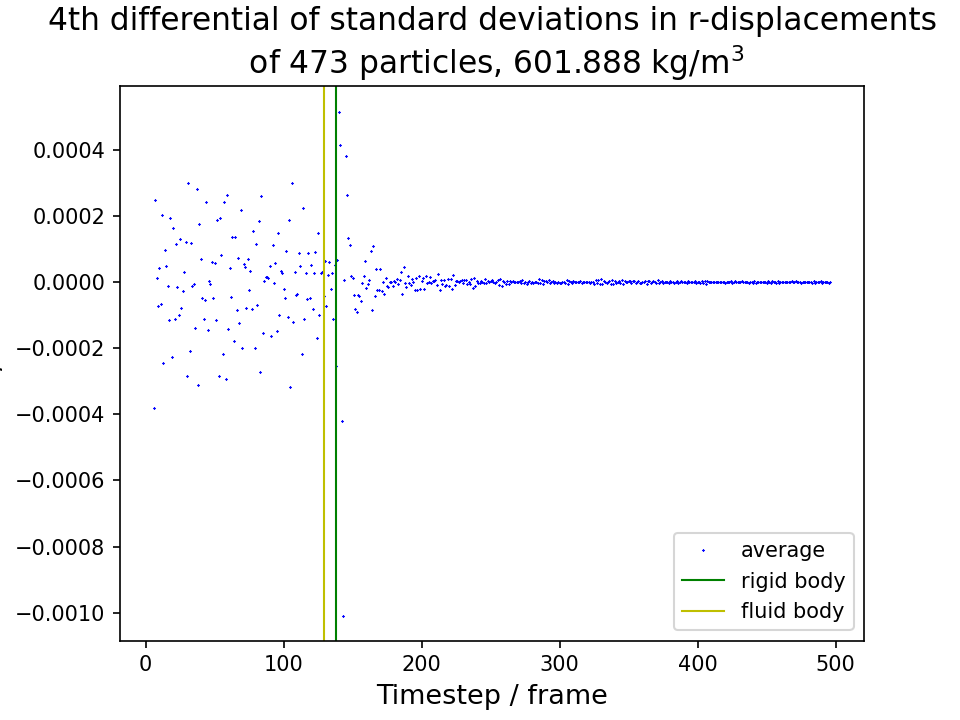 4th differential of standard deviations in r-displacements
of 473 particles, 601.888 kg/m³
0.0004
0.0002
0.0000
−0.0002
−0.0004
−0.0006
−0.0008
−0.0010
average
rigid body
fluid body
0 100 200 300 400 500
Timestep / frame